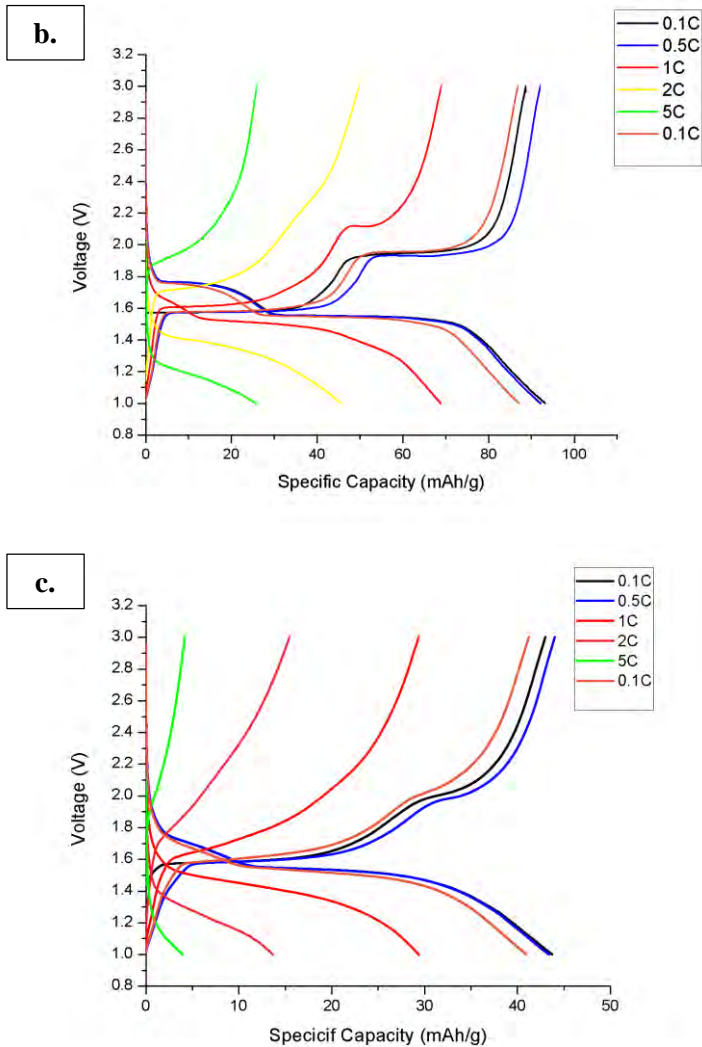 b.
0.1C
0.5C
1C
2C
5C
0.1C
3.2
3.0
2.8
2.6
2.4
2.2
2.0
1.8
1.6
1.4
1.2
1.0
0.8
Voltage (V)
0 20 40 60 80 100
Specific Capacity (mAh/g)
c.
0.1C
0.5C
1C
2C
5C
0.1C
3.2
3.0
2.8
2.6
2.4
2.2
2.0
1.8
1.6
1.4
1.2
1.0
0.8
Voltage (V)
0 10 20 30 40 50
Specicif Capacity (mAh/g)